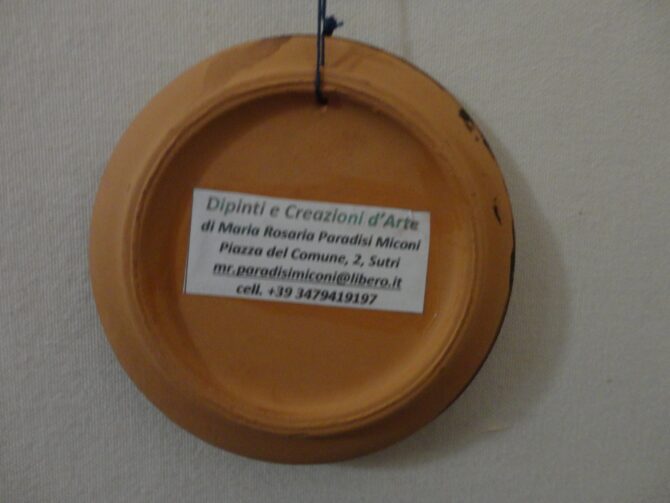 Dipinti e Creazioni d'Arte
di Maria Rosaria Paradisi Miconi
Piazza del Comune, 2, Sutri
mr.paradisimiconi@libero.it
cell. +39 3479419197